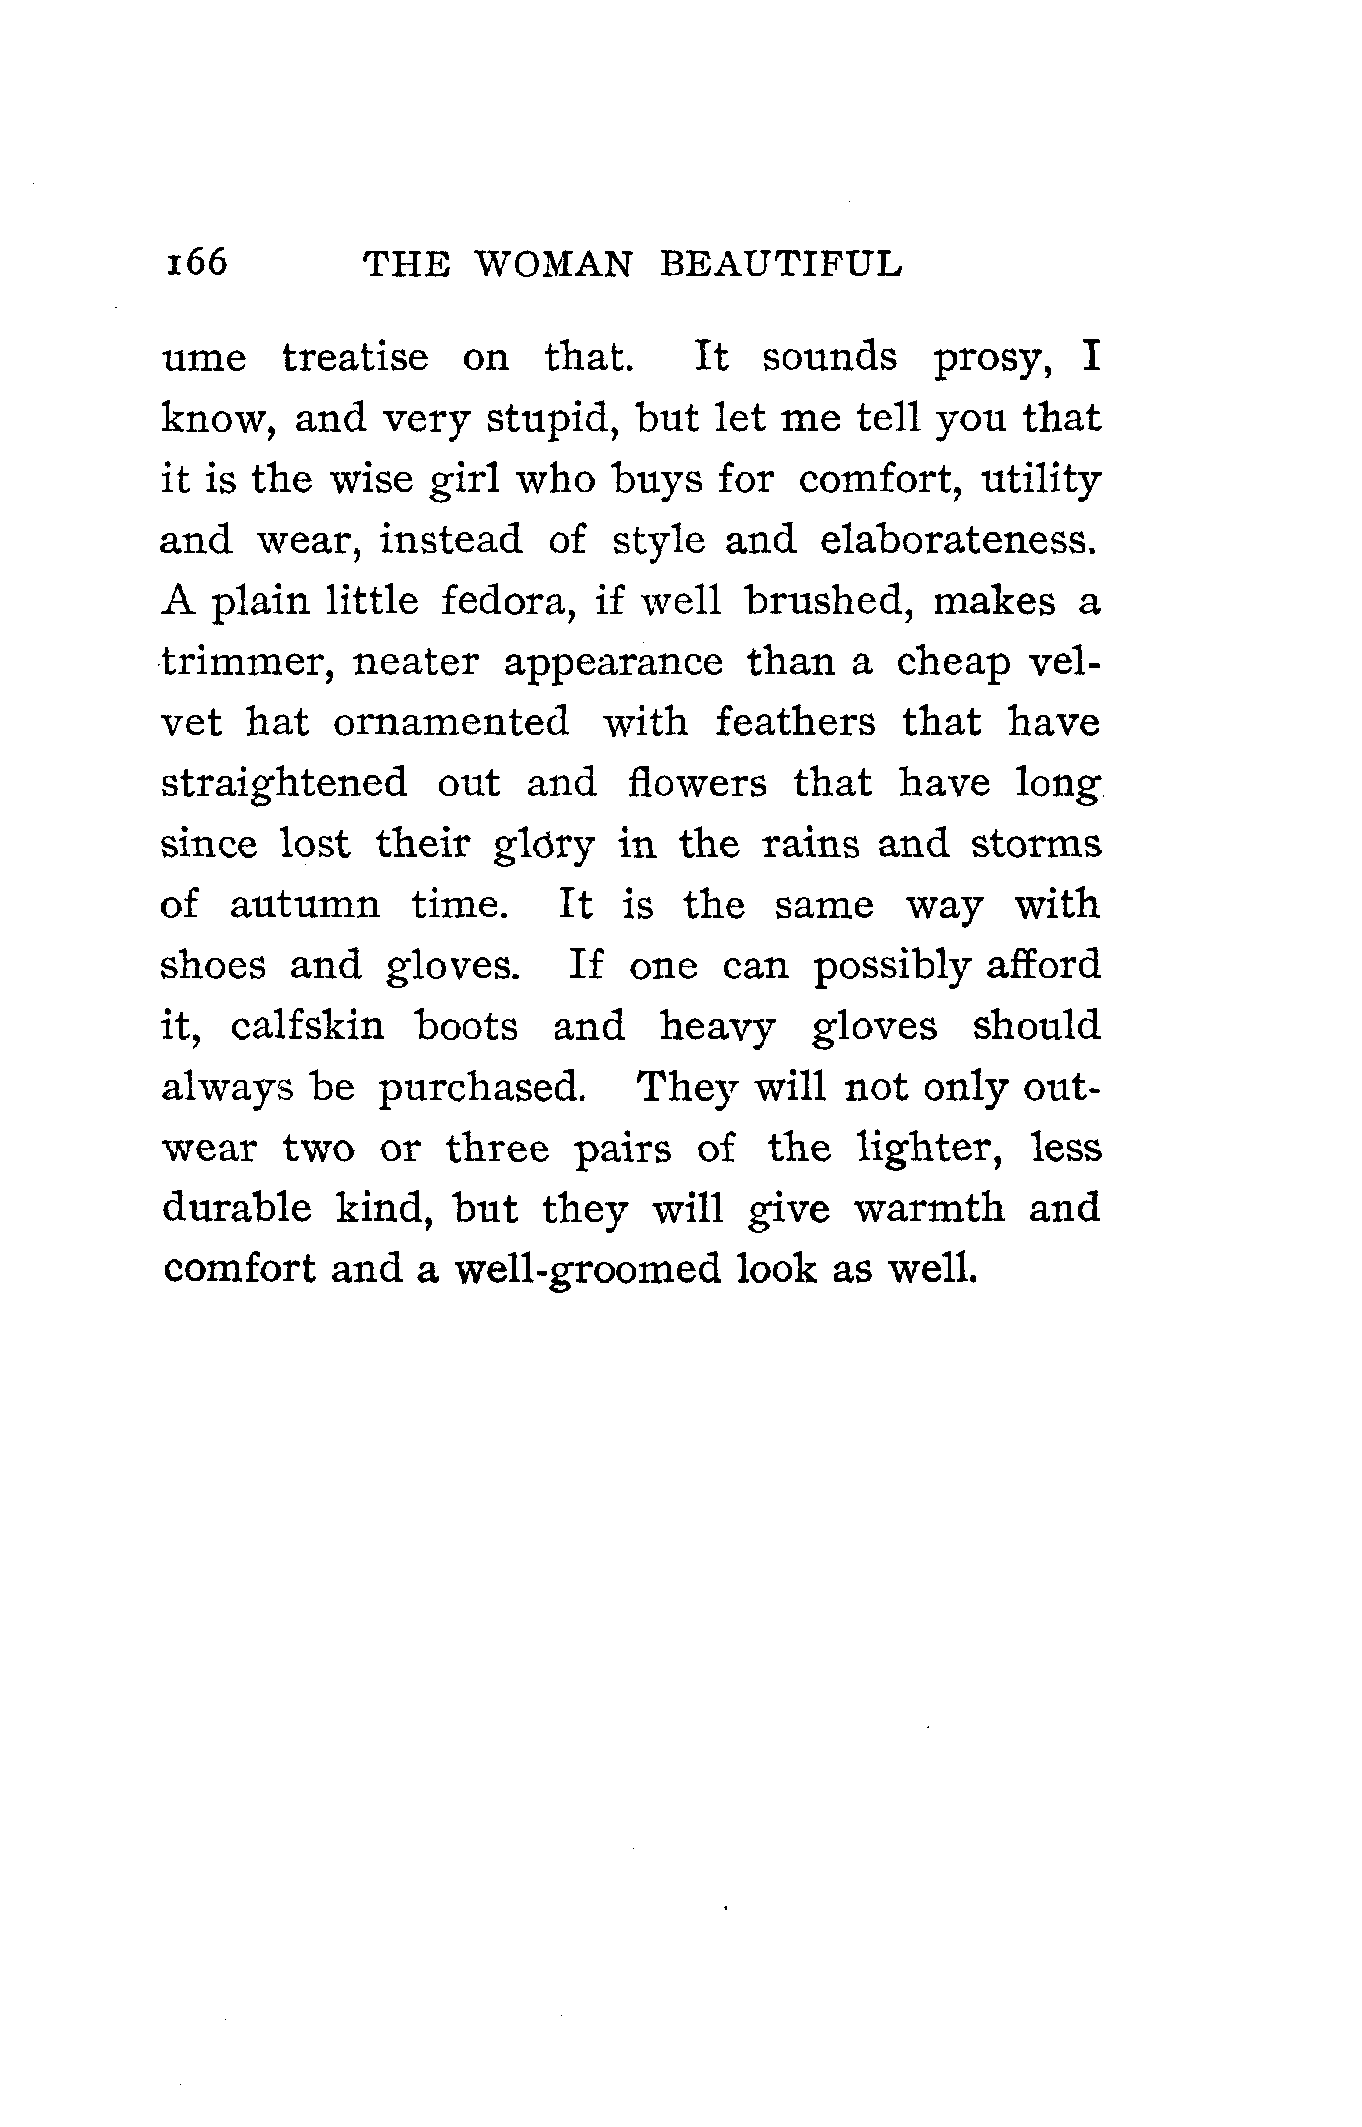 166 THE WOMAN BEAUTIFUL
ume treatise on that. It sounds prosy, I
know, and very stupid, but let me tell you that
it is the wise girl who buys for comfort, utility
and wear, instead of style and elaborateness.
A plain little fedora, if well brushed, makes a
trimmer, neater appearance than a cheap vel-
vet hat ornamented with feathers that have
straightened out and flowers that have long
since lost their glory in the rains and storms
of autumn time. It is the same way with
shoes and gloves. If one can possibly afford
it, calfskin boots and heavy gloves should
always be purchased. They will not only out-
wear two or three pairs of the lighter, less
durable kind, but they will give warmth and
comfort and a well-groomed look as well.